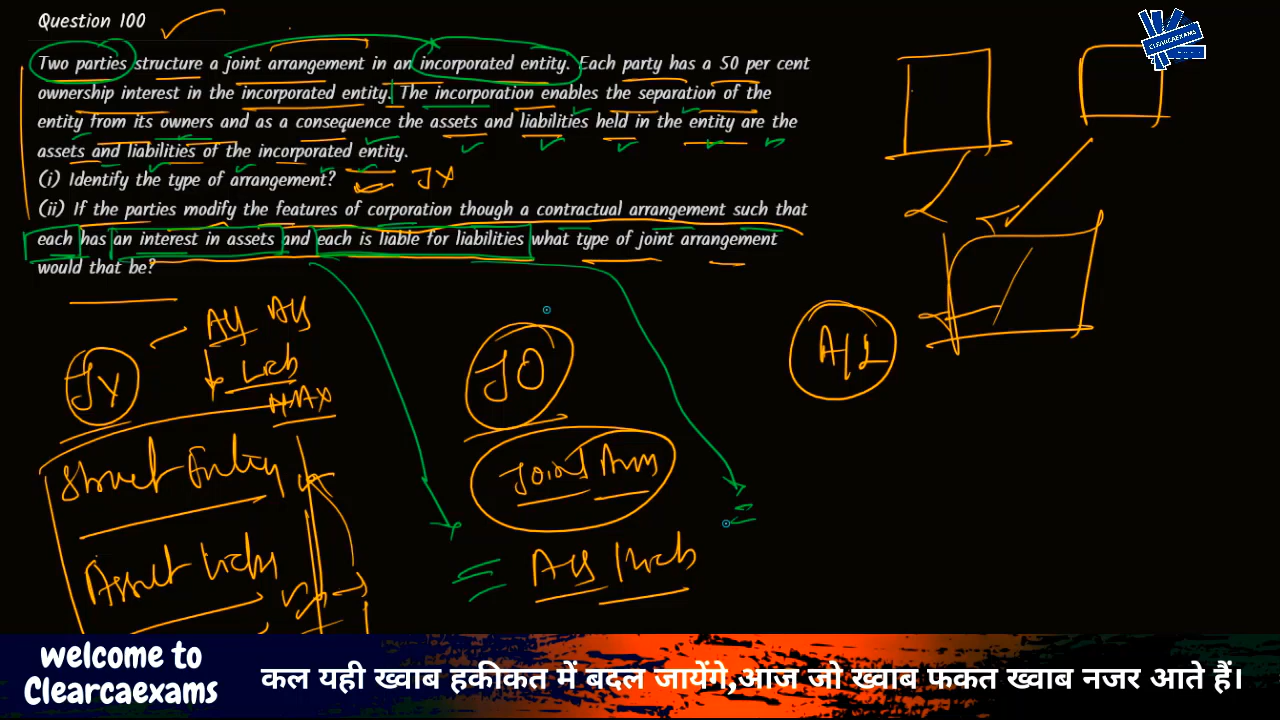 Question 100
Two parties structure a joint arrangement in an incorporated entity. Each party has a 50 per cent
ownership interest in the incorporated entity. The incorporation enables the separation of the
entity from its owners and as a consequence the assets and liabilities held in the entity are the
assets and liabilities of the incorporated entity.
(i) Identify the type of arrangement?
(ii) If the parties modify the features of corporation though a contractual arrangement such that
each has an interest in assets and each is liable for liabilities what type of joint arrangement
would that be?
CLEARCAEXAMS
JO
A/L
welcome to
Clearcaexams
कल यही ख्वाब हकीकत में बदल जायेंगे,आज जो ख्वाब फकत ख्वाब नजर आते हैं।